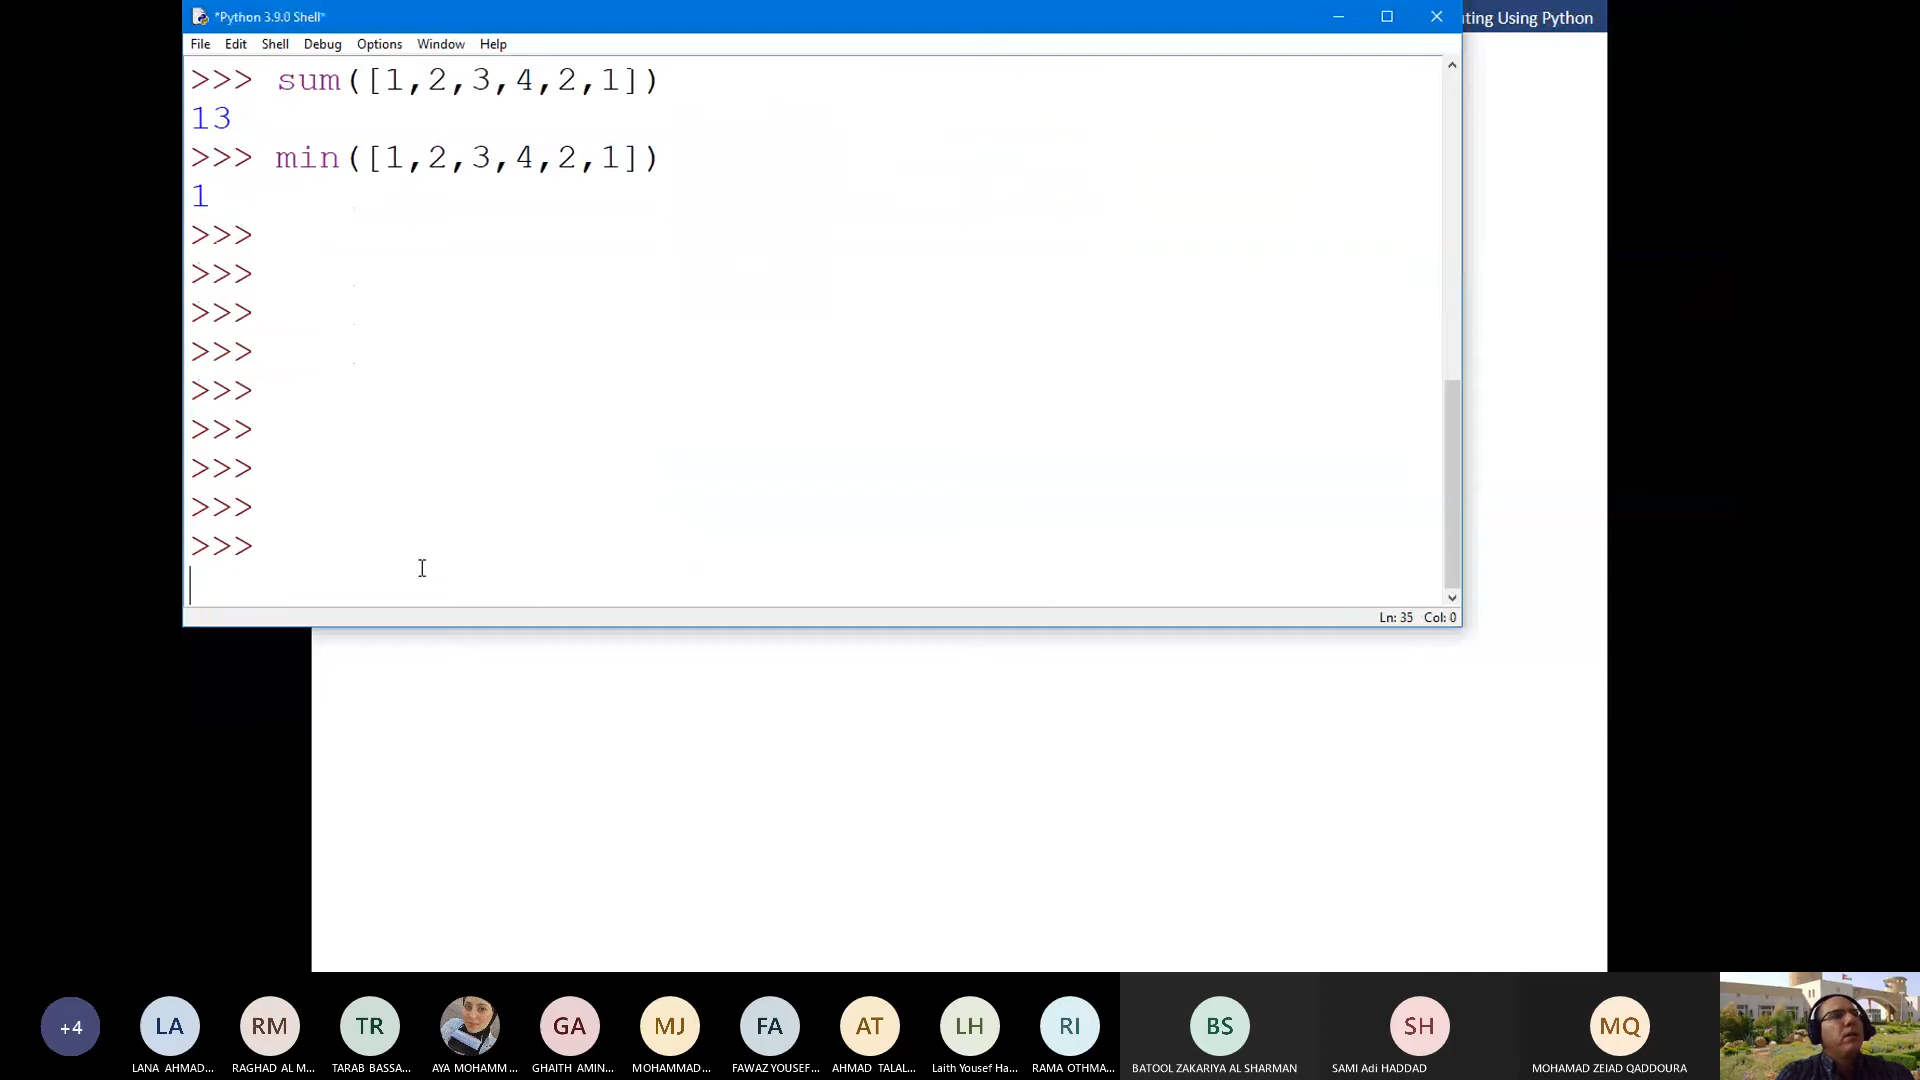 *Python 3.9.0 Shell*
ting Using Python
File Edit Shell Debug Options Window Help
>>> sum([1,2,3,4,2,1])
13
>>> min([1,2,3,4,2,1])
1
>>>
>>>
>>>
>>>
>>>
>>>
>>>
>>>
>>>
Ln: 35 Col: 0
+4 LA RM TR GA MJ FA AT LH RI BS SH MQ
LANA AHMAD... RAGHAD AL M... TARAB BASSA... AYA MOHAMM... GHAITH AMIN... MOHAMMAD... FAWAZ YOUSEF... AHMAD TALAL... Laith Yousef Ha... RAMA OTHMA... BATOOL ZAKARIYA AL SHARMAN SAMI Adi HADDAD MOHAMAD ZEIAD QADDOURA